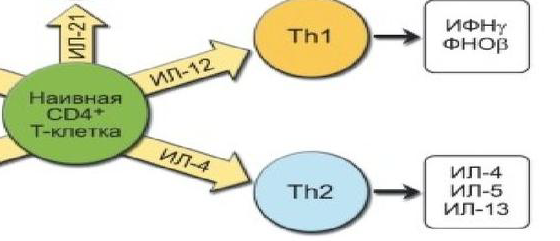 ИЛ-21
Наивная
CD4+
Т-клетка
ИЛ-12
Th1
ИФНγ
ФНОβ
ИЛ-4
Th2
ИЛ-4
ИЛ-5
ИЛ-13